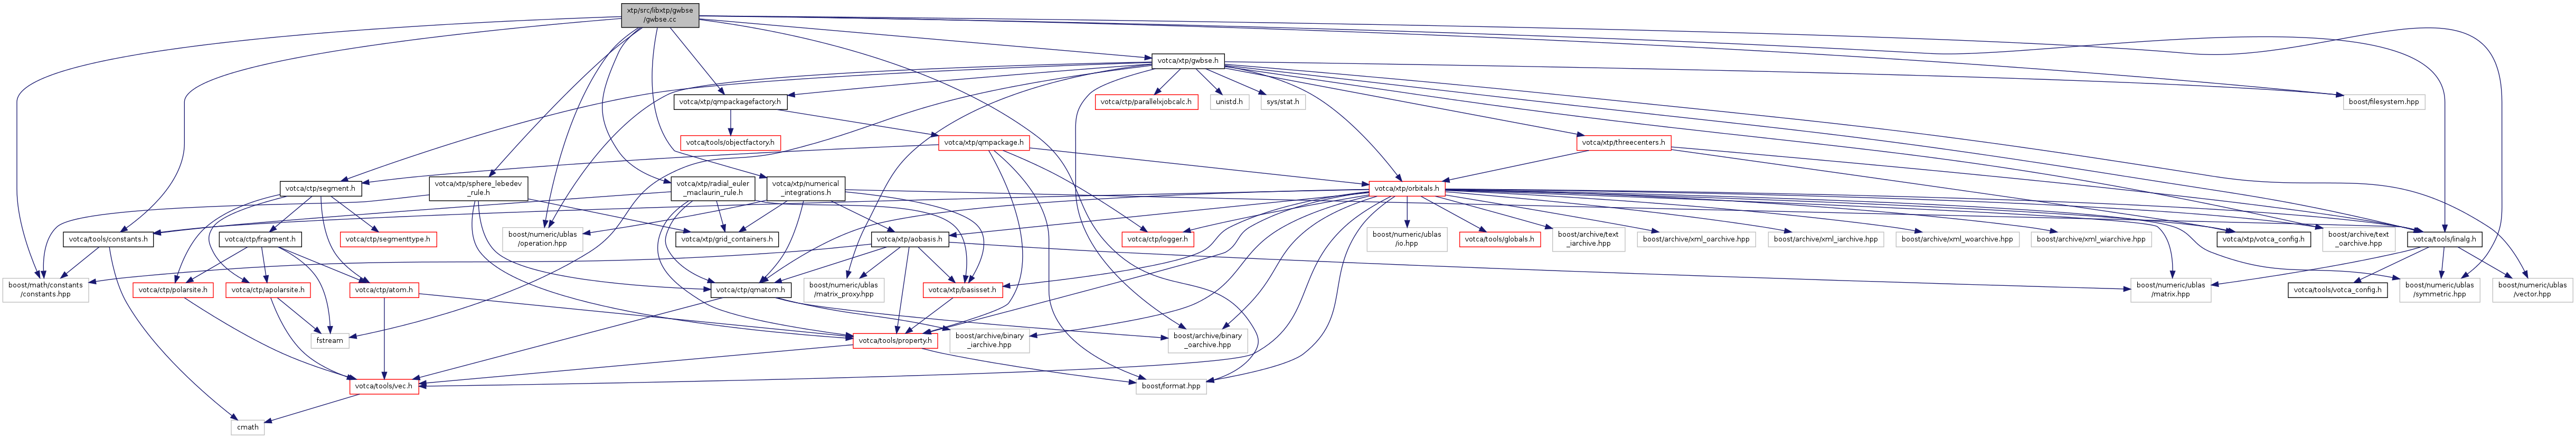 xtp/src/libxtp/gwbse
/gwbse.cc
votca/xtp/gwbse.h
votca/xtp/qmpackagefactory.h
votca/ctp/parallelxjobcalc.h
unistd.h
sys/stat.h
boost/filesystem.hpp
votca/tools/objectfactory.h
votca/xtp/qmpackage.h
votca/xtp/threecenters.h
votca/ctp/segment.h
votca/xtp/sphere_lebedev
_rule.h
votca/xtp/radial_euler
_maclaurin_rule.h
votca/xtp/numerical
_integrations.h
votca/xtp/orbitals.h
votca/tools/constants.h
votca/ctp/fragment.h
votca/ctp/segmenttype.h
boost/numeric/ublas
/operation.hpp
votca/xtp/grid_containers.h
votca/xtp/aobasis.h
votca/ctp/logger.h
boost/numeric/ublas
/io.hpp
votca/tools/globals.h
boost/archive/text
_iarchive.hpp
boost/archive/xml_oarchive.hpp
boost/archive/xml_iarchive.hpp
boost/archive/xml_woarchive.hpp
boost/archive/xml_wiarchive.hpp
votca/xtp/votca_config.h
boost/archive/text
_oarchive.hpp
votca/tools/linalg.h
boost/math/constants
/constants.hpp
votca/ctp/polarsite.h
votca/ctp/apolarsite.h
votca/ctp/atom.h
votca/ctp/qmatom.h
boost/numeric/ublas
/matrix_proxy.hpp
votca/xtp/basisset.h
boost/numeric/ublas
/matrix.hpp
votca/tools/votca_config.h
boost/numeric/ublas
/symmetric.hpp
boost/numeric/ublas
/vector.hpp
fstream
votca/tools/property.h
boost/archive/binary
_iarchive.hpp
boost/archive/binary
_oarchive.hpp
votca/tools/vec.h
boost/format.hpp
cmath